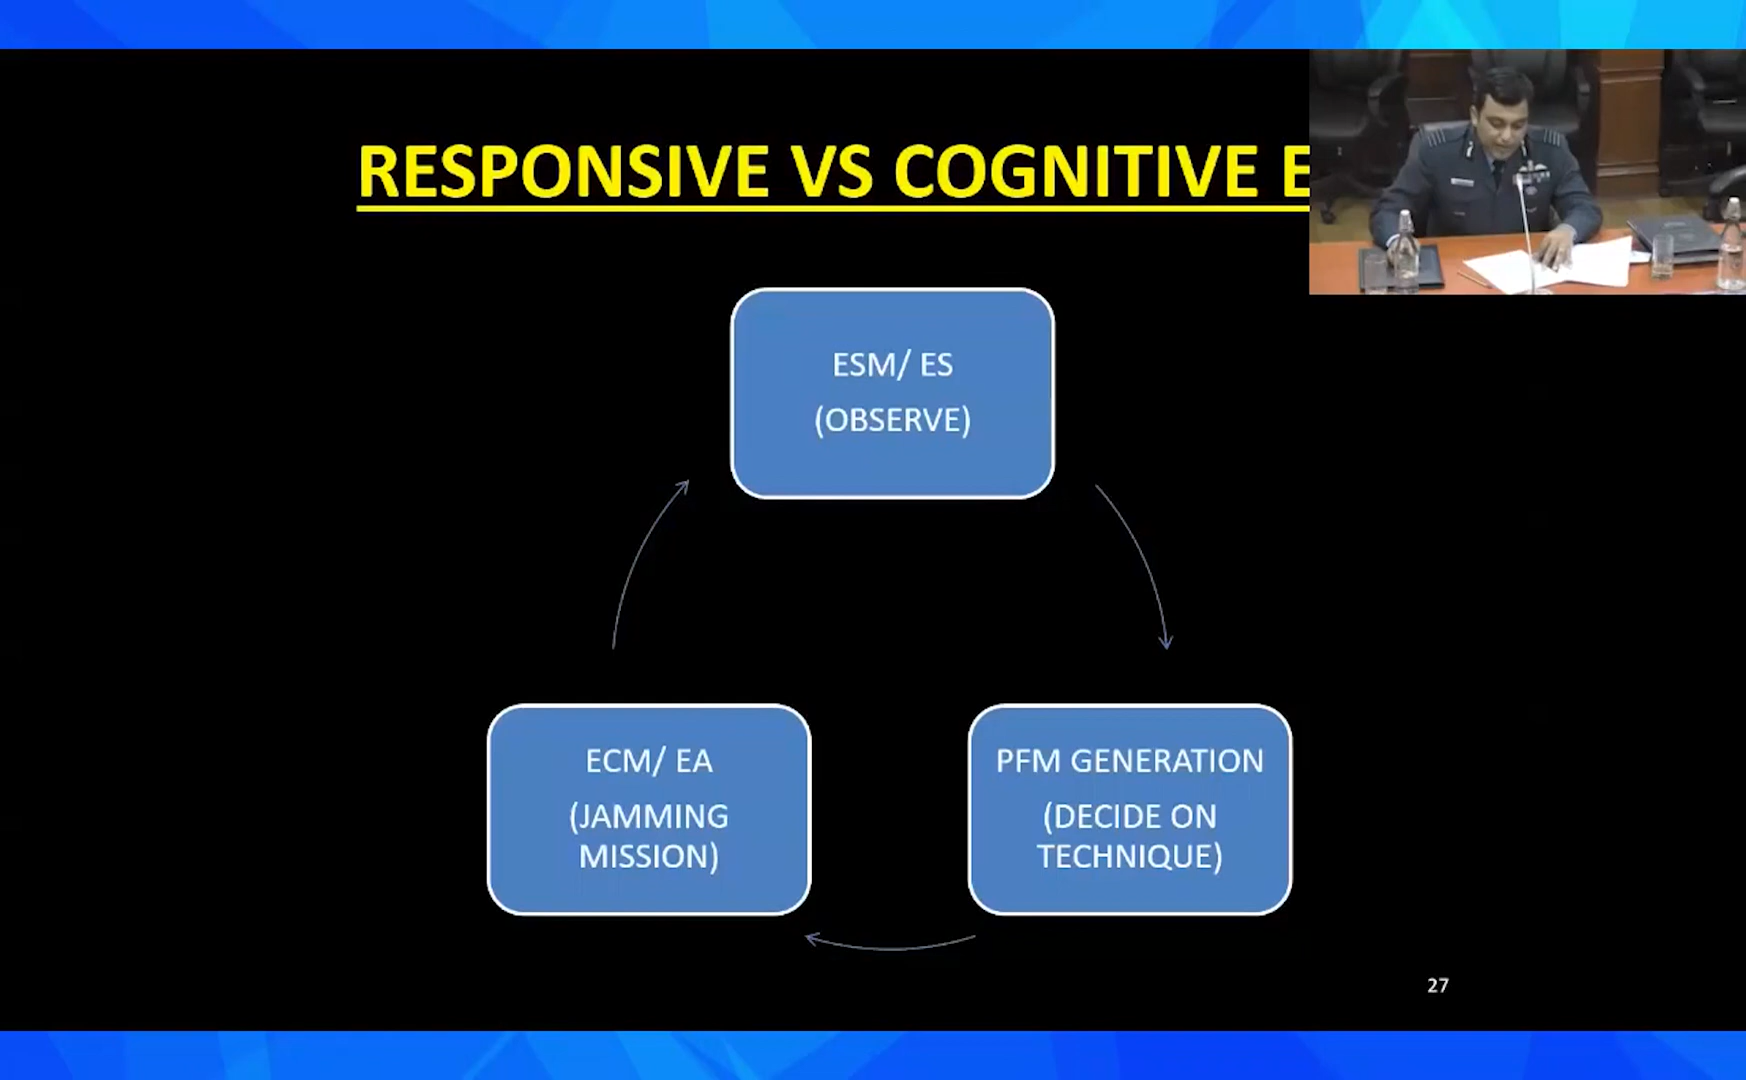 RESPONSIVE VS COGNITIVE E
ESM/ ES
(OBSERVE)
ECM/ EA
(JAMMING
MISSION)
PFM GENERATION
(DECIDE ON
TECHNIQUE)
27